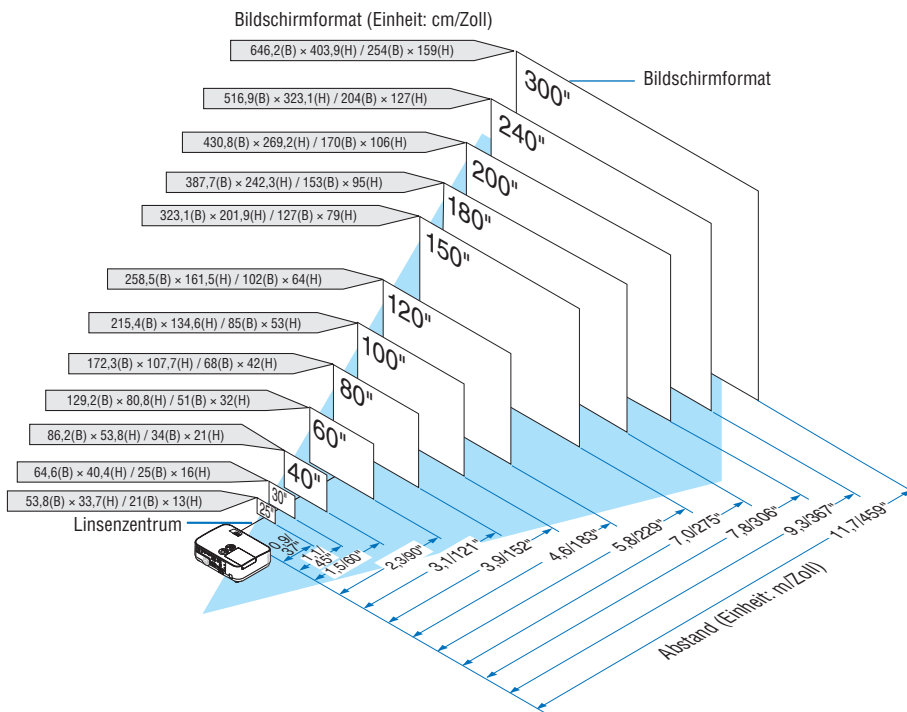 Bildschirmformat (Einheit: cm/Zoll)
646,2(B) × 403,9(H) / 254(B) × 159(H)
Bildschirmformat
300"
516,9(B) × 323,1(H) / 204(B) × 127(H)
240"
430,8(B) × 269,2(H) / 170(B) × 106(H)
200"
387,7(B) × 242,3(H) / 153(B) × 95(H)
180"
323,1(B) × 201,9(H) / 127(B) × 79(H)
150"
258,5(B) × 161,5(H) / 102(B) × 64(H)
120"
215,4(B) × 134,6(H) / 85(B) × 53(H)
100"
172,3(B) × 107,7(H) / 68(B) × 42(H)
80"
129,2(B) × 80,8(H) / 51(B) × 32(H)
60"
86,2(B) × 53,8(H) / 34(B) × 21(H)
40"
64,6(B) × 40,4(H) / 25(B) × 16(H)
30"
53,8(B) × 33,7(H) / 21(B) × 13(H)
25"
Linsenzentrum
0,9/
37"
1,1/
45"
1,5/60"
2,3/90"
3,1/121"
3,9/152"
4,6/183"
5,8/229"
7,0/275"
7,8/306"
9,3/367"
11,7/459"
Abstand (Einheit: m/Zoll)